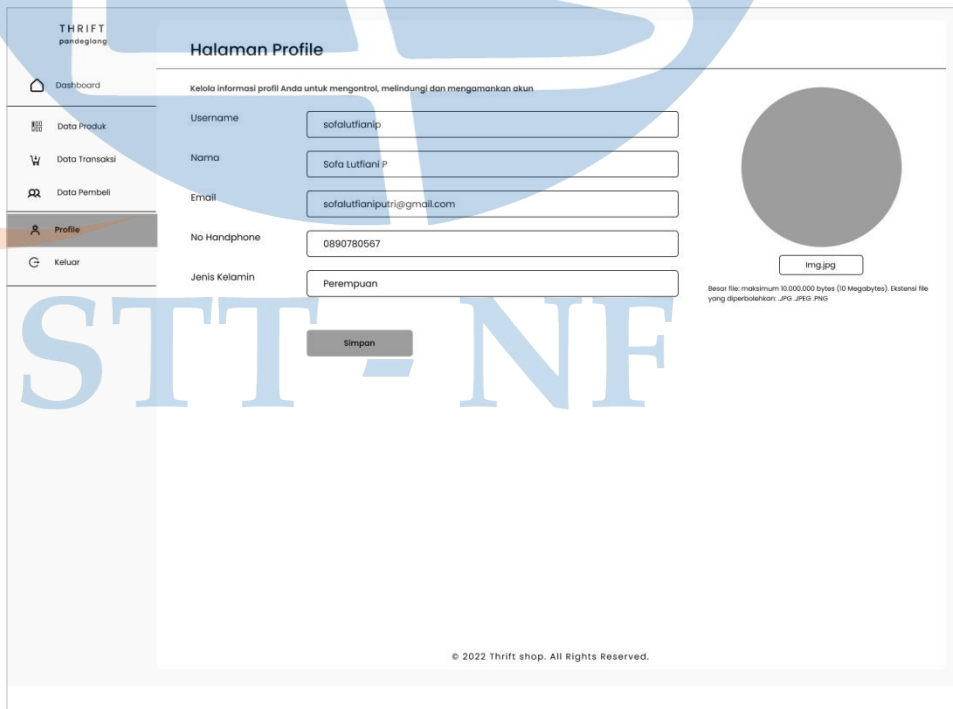 THRIFT
pandeglang
Dashboard
Data Produk
Data Transaksi
Data Pembeli
Profile
Keluar
Halaman Profile
Kelola informasi profil Anda untuk mengontrol, melindungi dan mengamankan akun
Username
sofalutfianip
Nama
Sofa Lutfiani P
Email
sofalutfianiputri@gmail.com
No Handphone
0890780567
Jenis Kelamin
Perempuan
Simpan
Img.jpg
Besar file: maksimum 10.000.000 bytes (10 Megabytes). Ekstensi file
yang diperbolehkan: .JPG .JPEG .PNG
STT - NF
© 2022 Thrift shop. All Rights Reserved.